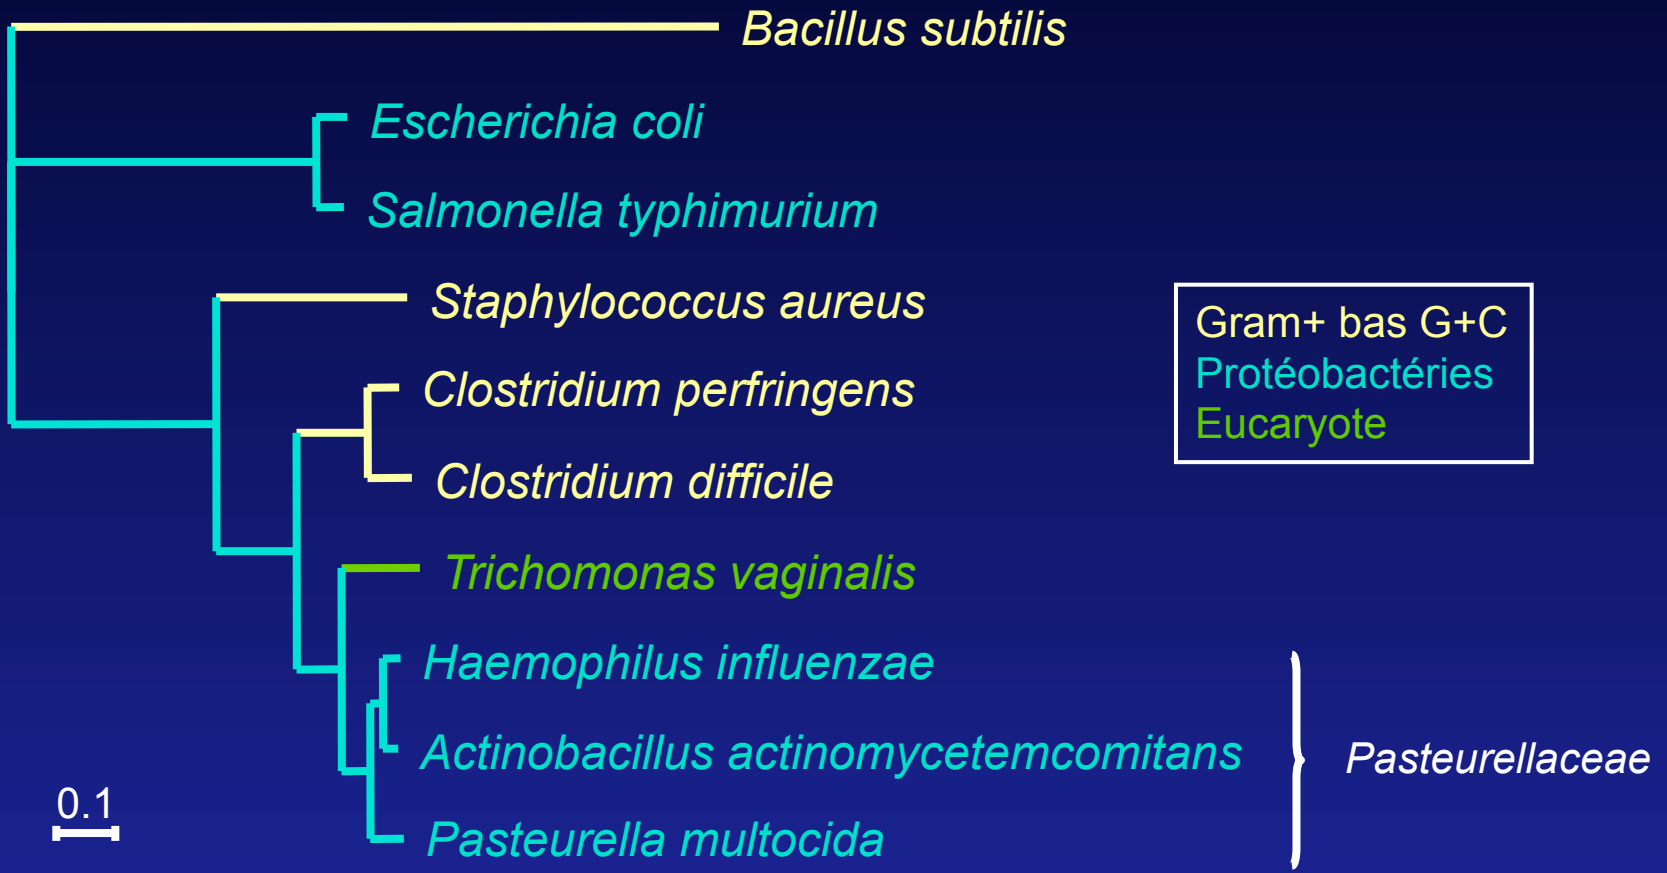 Bacillus subtilis
Escherichia coli
Salmonella typhimurium
Staphylococcus aureus
Clostridium perfringens
Clostridium difficile
Trichomonas vaginalis
Haemophilus influenzae
Actinobacillus actinomycetemcomitans
Pasteurella multocida
Gram+ bas G+C
Protéobactéries
Eucaryote
Pasteurellaceae
0.1